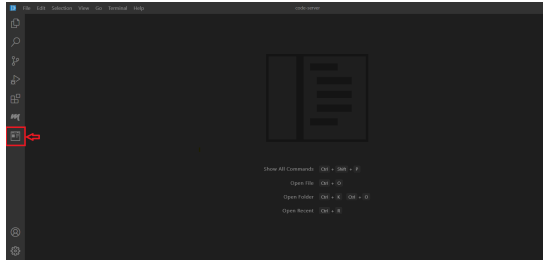 File Edit Selection View Go Terminal Help code-server
Show All Commands Ctrl + Shift + P
Open File Ctrl + O
Open Folder Ctrl + K Ctrl + O
Open Recent Ctrl + R